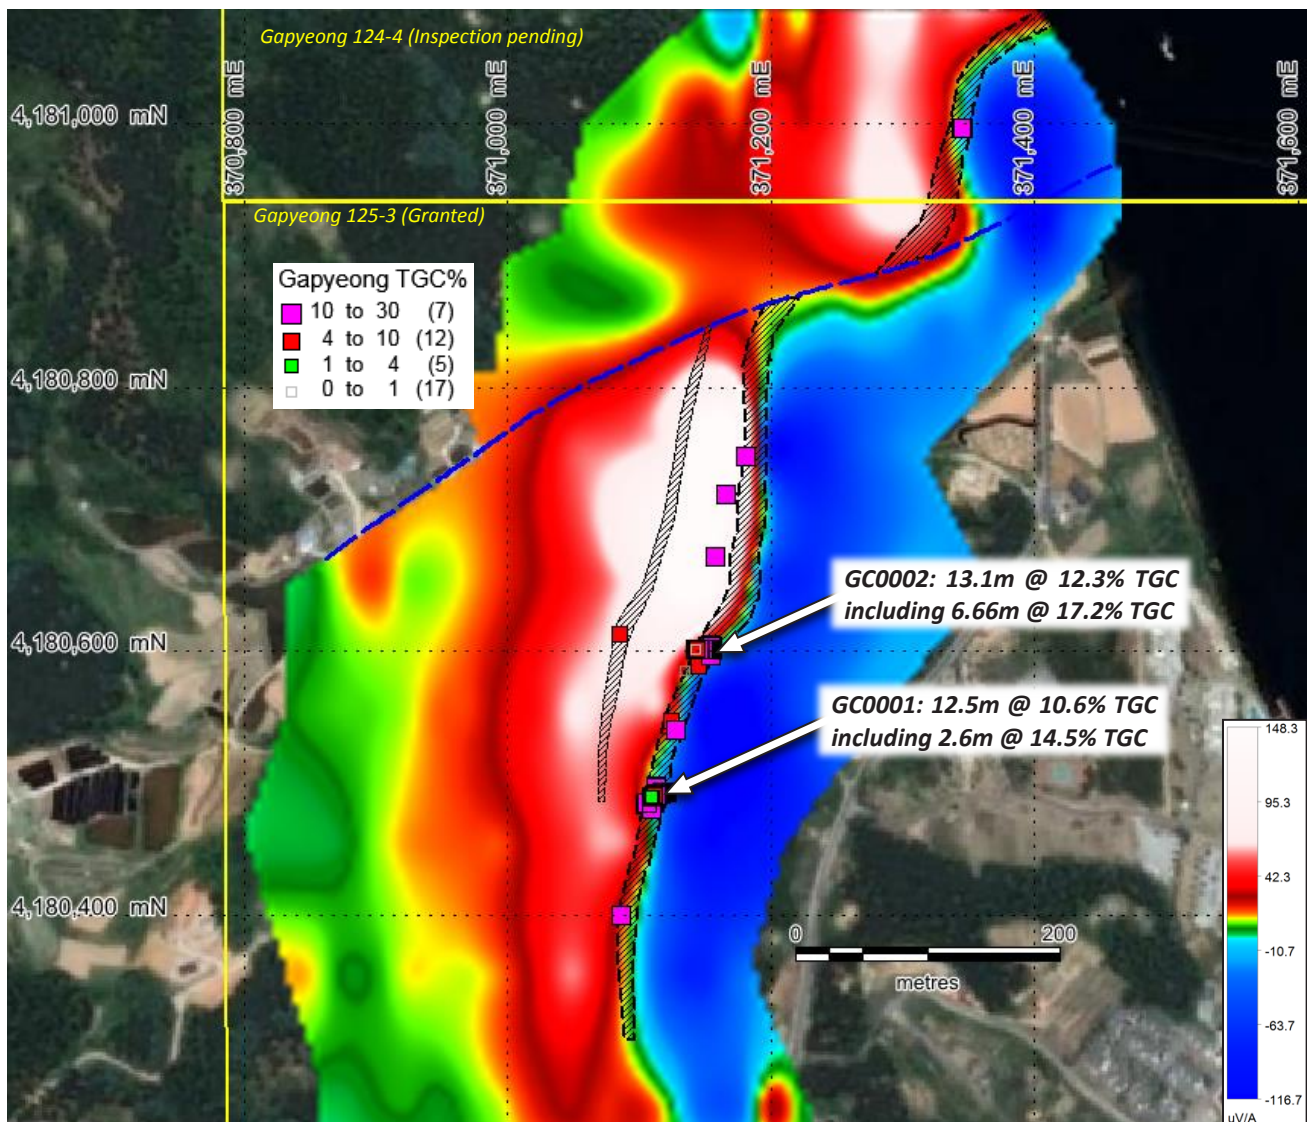 Gapyeong 124-4 (Inspection pending)
370,800 mE
371,000 mE
371,200 mE
371,400 mE
371,600 mE
4,181,000 mN
Gapyeong 125-3 (Granted)
Gapyeong TGC%
10 to 30 (7)
4 to 10 (12)
1 to 4 (5)
0 to 1 (17)
4,180,800 mN
GC0002: 13.1m @ 12.3% TGC
including 6.66m @ 17.2% TGC
4,180,600 mN
GC0001: 12.5m @ 10.6% TGC
including 2.6m @ 14.5% TGC
148.3
95.3
42.3
-10.7
-63.7
-116.7
uV/A
4,180,400 mN
0 200
metres